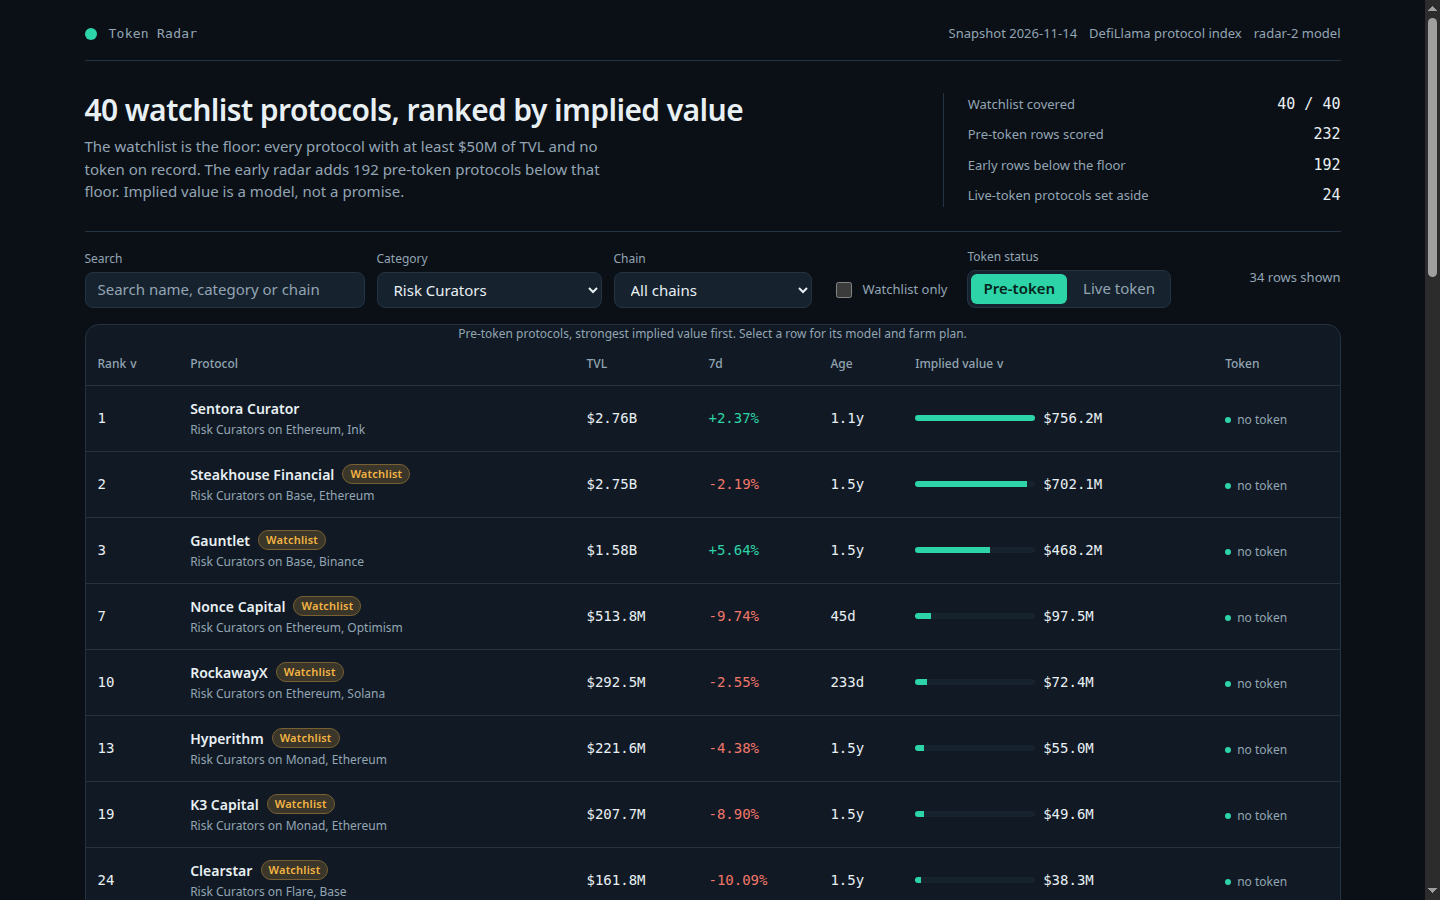 Token Radar
Snapshot 2026-11-14 DefiLlama protocol index radar-2 model
40 watchlist protocols, ranked by implied value
The watchlist is the floor: every protocol with at least $50M of TVL and no
token on record. The early radar adds 192 pre-token protocols below that
floor. Implied value is a model, not a promise.
Watchlist covered 40 / 40
Pre-token rows scored 232
Early rows below the floor 192
Live-token protocols set aside 24
Search Category Chain Token status
Search name, category or chain Risk Curators All chains Watchlist only Pre-token Live token 34 rows shown
Pre-token protocols, strongest implied value first. Select a row for its model and farm plan.
Rank v Protocol TVL 7d Age Implied value v Token
1 Sentora Curator $2.76B +2.37% 1.1y $756.2M no token
Risk Curators on Ethereum, Ink
2 Steakhouse Financial Watchlist $2.75B -2.19% 1.5y $702.1M no token
Risk Curators on Base, Ethereum
3 Gauntlet Watchlist $1.58B +5.64% 1.5y $468.2M no token
Risk Curators on Base, Binance
7 Nonce Capital Watchlist $513.8M -9.74% 45d $97.5M no token
Risk Curators on Ethereum, Optimism
10 RockawayX Watchlist $292.5M -2.55% 233d $72.4M no token
Risk Curators on Ethereum, Solana
13 Hyperithm Watchlist $221.6M -4.38% 1.5y $55.0M no token
Risk Curators on Monad, Ethereum
19 K3 Capital Watchlist $207.7M -8.90% 1.5y $49.6M no token
Risk Curators on Monad, Ethereum
24 Clearstar Watchlist $161.8M -10.09% 1.5y $38.3M no token
Risk Curators on Flare, Base